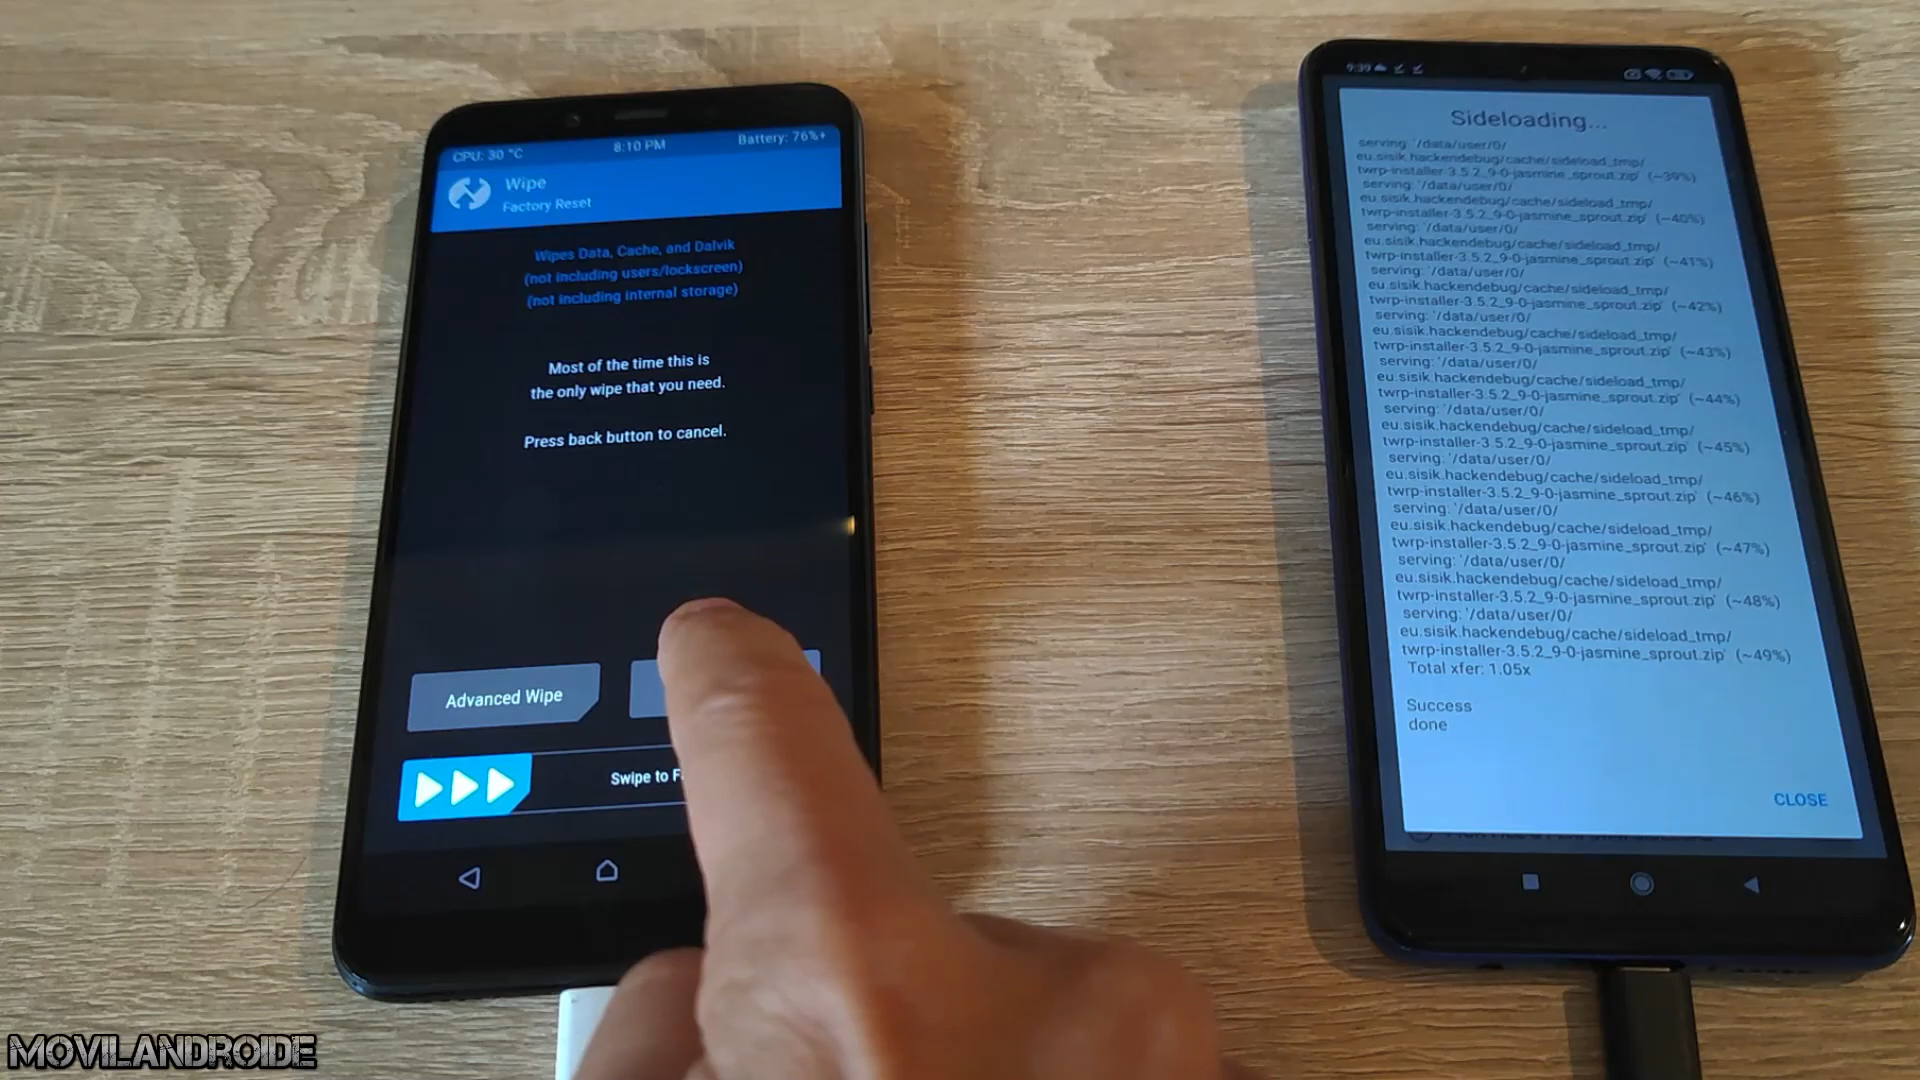 CPU: 30 °C
8:10 PM
Battery: 76%+
Wipe
Factory Reset
Wipes Data, Cache, and Dalvik
(not including users/lockscreen)
(not including internal storage)
Most of the time this is
the only wipe that you need.
Press back button to cancel.
Advanced Wipe
Swipe to F
9:39
Sideloading...
serving: '/data/user/0/
eu.sisik.hackendebug/cache/sideload_tmp/
twrp-installer-3.5.2_9-0-jasmine_sprout.zip' (~39%)
serving: '/data/user/0/
eu.sisik.hackendebug/cache/sideload_tmp/
twrp-installer-3.5.2_9-0-jasmine_sprout.zip' (~40%)
serving: '/data/user/0/
eu.sisik.hackendebug/cache/sideload_tmp/
twrp-installer-3.5.2_9-0-jasmine_sprout.zip' (~41%)
serving: '/data/user/0/
eu.sisik.hackendebug/cache/sideload_tmp/
twrp-installer-3.5.2_9-0-jasmine_sprout.zip' (~42%)
serving: '/data/user/0/
eu.sisik.hackendebug/cache/sideload_tmp/
twrp-installer-3.5.2_9-0-jasmine_sprout.zip' (~43%)
serving: '/data/user/0/
eu.sisik.hackendebug/cache/sideload_tmp/
twrp-installer-3.5.2_9-0-jasmine_sprout.zip' (~44%)
serving: '/data/user/0/
eu.sisik.hackendebug/cache/sideload_tmp/
twrp-installer-3.5.2_9-0-jasmine_sprout.zip' (~45%)
serving: '/data/user/0/
eu.sisik.hackendebug/cache/sideload_tmp/
twrp-installer-3.5.2_9-0-jasmine_sprout.zip' (~46%)
serving: '/data/user/0/
eu.sisik.hackendebug/cache/sideload_tmp/
twrp-installer-3.5.2_9-0-jasmine_sprout.zip' (~47%)
serving: '/data/user/0/
eu.sisik.hackendebug/cache/sideload_tmp/
twrp-installer-3.5.2_9-0-jasmine_sprout.zip' (~48%)
serving: '/data/user/0/
eu.sisik.hackendebug/cache/sideload_tmp/
twrp-installer-3.5.2_9-0-jasmine_sprout.zip' (~49%)
Total xfer: 1.05x
Success
done
CLOSE
MOVILANDROIDE